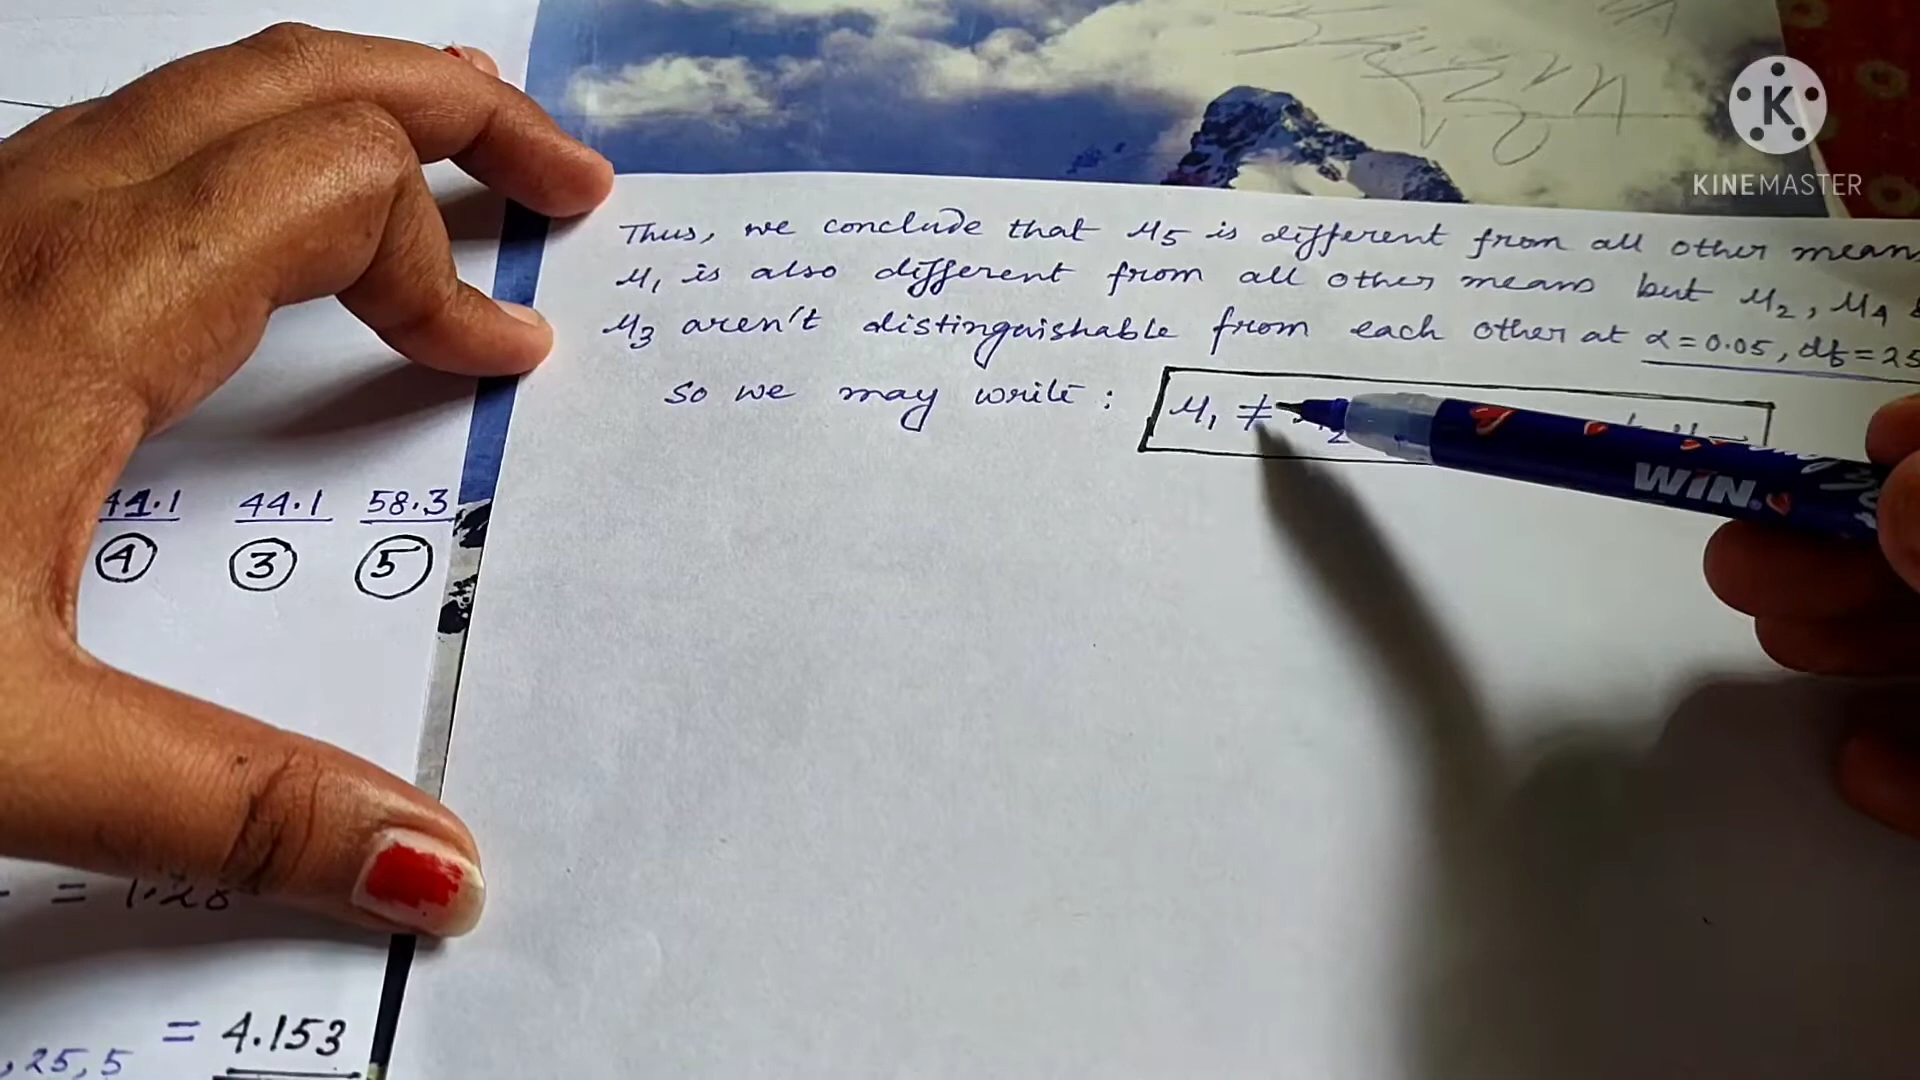 K
KINEMASTER
Thus, we conclude that μ5 is different from all other means
μ1 is also different from all other means but μ2, μ4 &
μ3 aren't distinguishable from each other at α = 0.05, df = 25
So we may write : μ1 ≠
WIN
44.1 44.1 58.3
4 3 5
= 1.28
, 25, 5 = 4.153